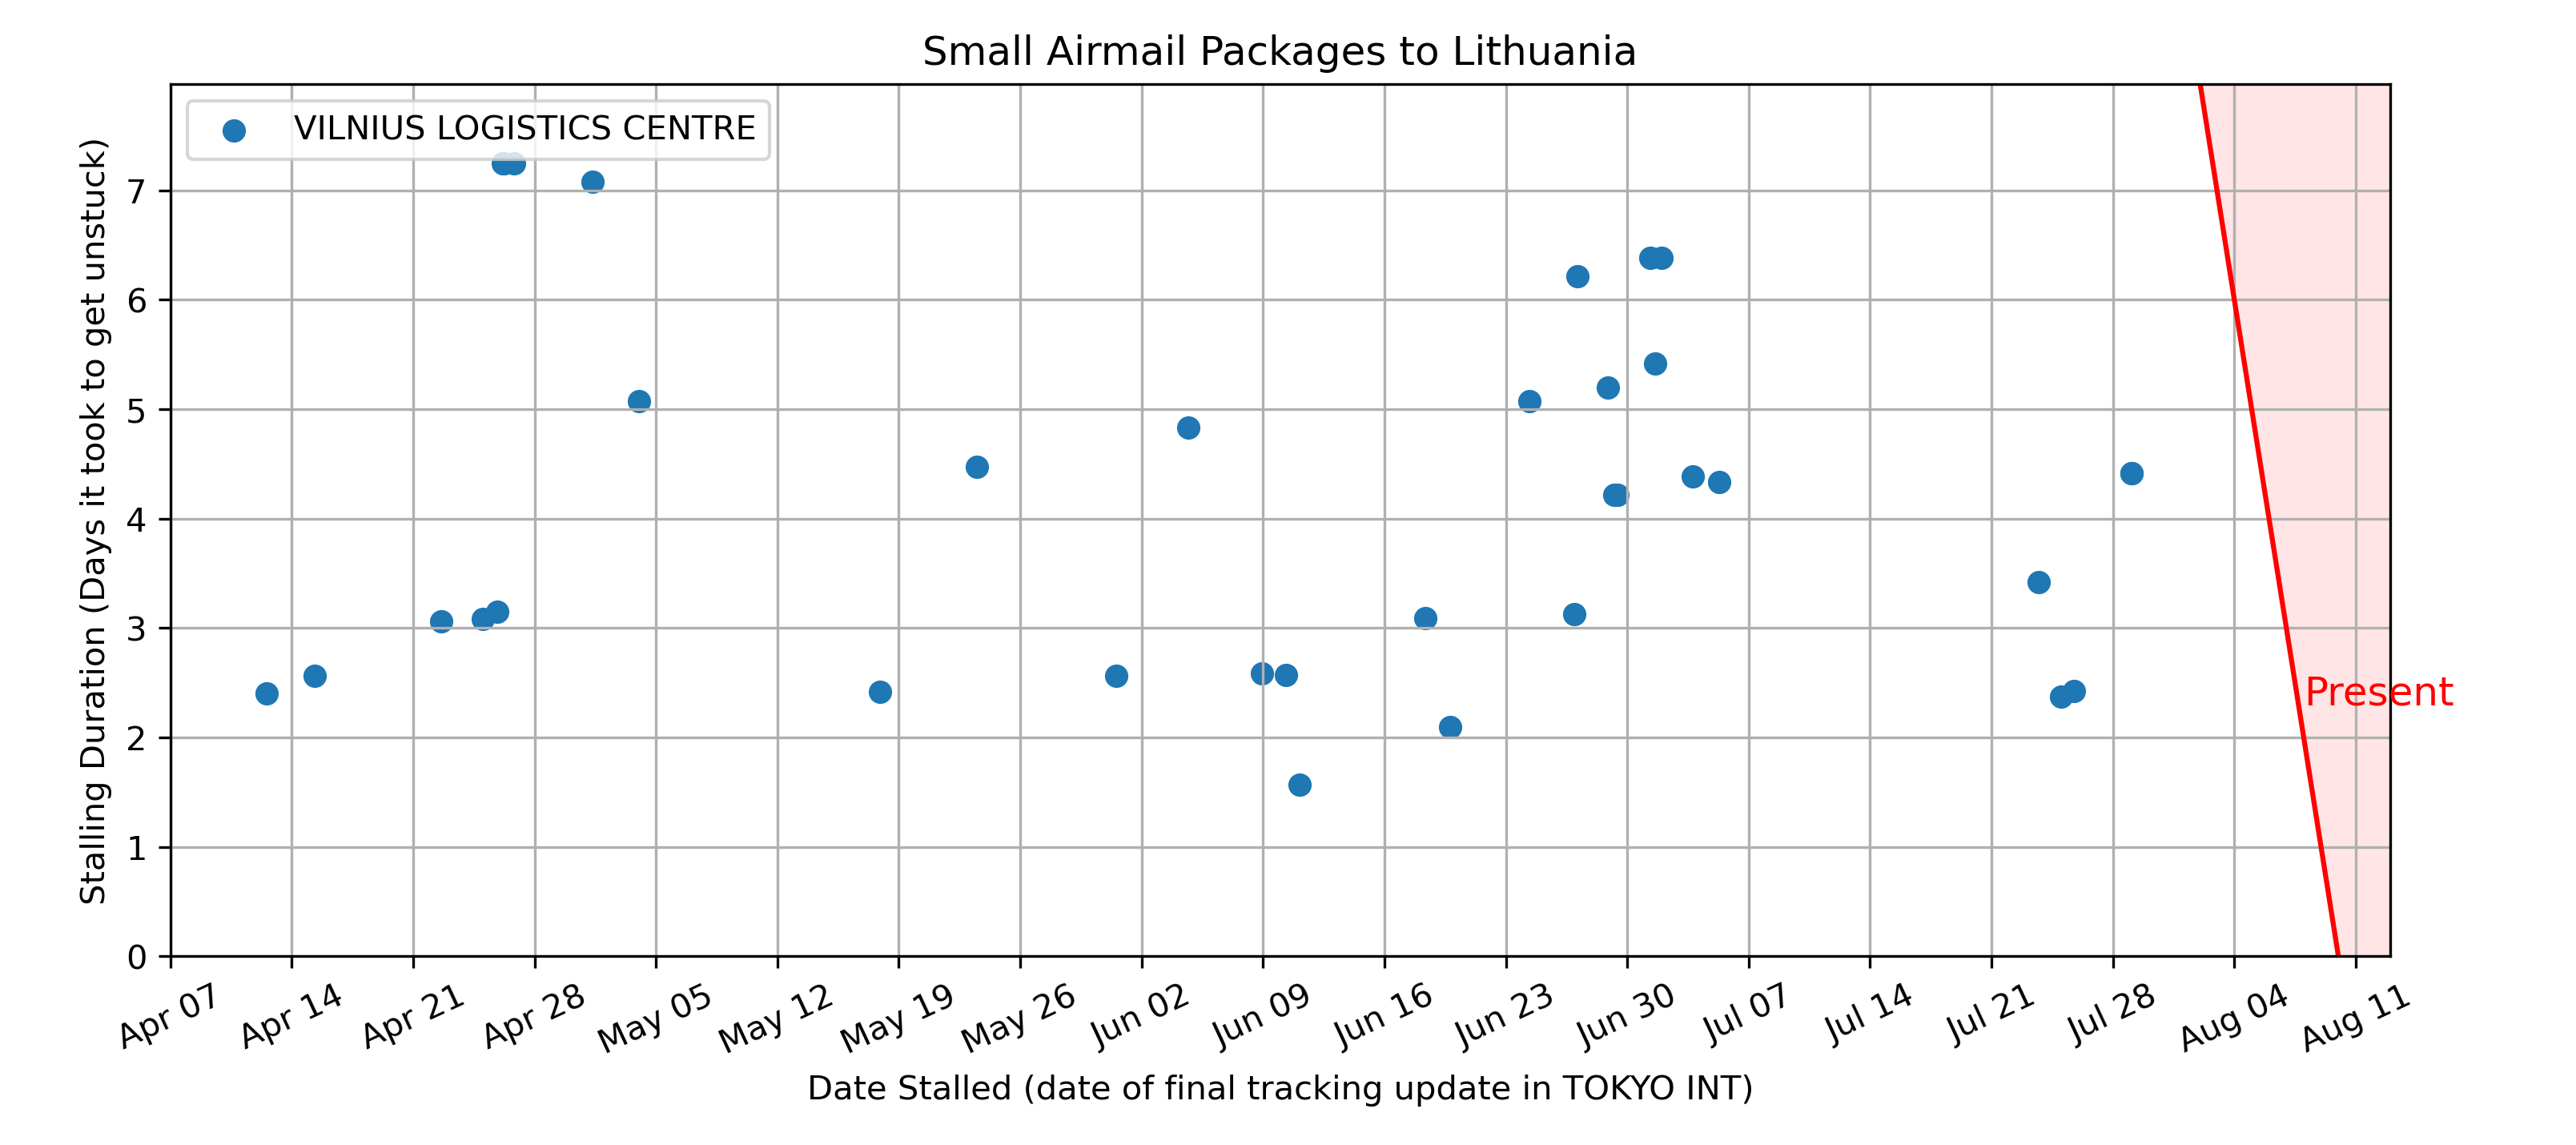 Small Airmail Packages to Lithuania
VILNIUS LOGISTICS CENTRE
Stalling Duration (Days it took to get unstuck)
7
6
5
4
3
2
1
0
Present
Apr 07
Apr 14
Apr 21
Apr 28
May 05
May 12
May 19
May 26
Jun 02
Jun 09
Jun 16
Jun 23
Jun 30
Jul 07
Jul 14
Jul 21
Jul 28
Aug 04
Aug 11
Date Stalled (date of final tracking update in TOKYO INT)